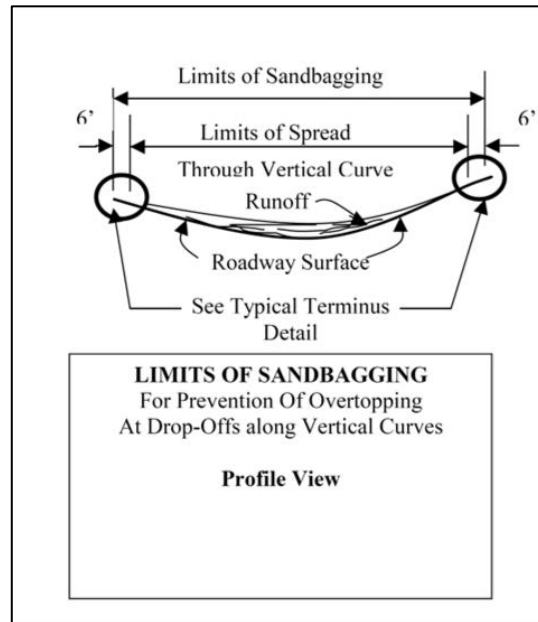 Limits of Sandbagging
6’
6’
Limits of Spread
Through Vertical Curve
Runoff
Roadway Surface
See Typical Terminus
Detail
LIMITS OF SANDBAGGING
For Prevention Of Overtopping
At Drop-Offs along Vertical Curves
Profile View